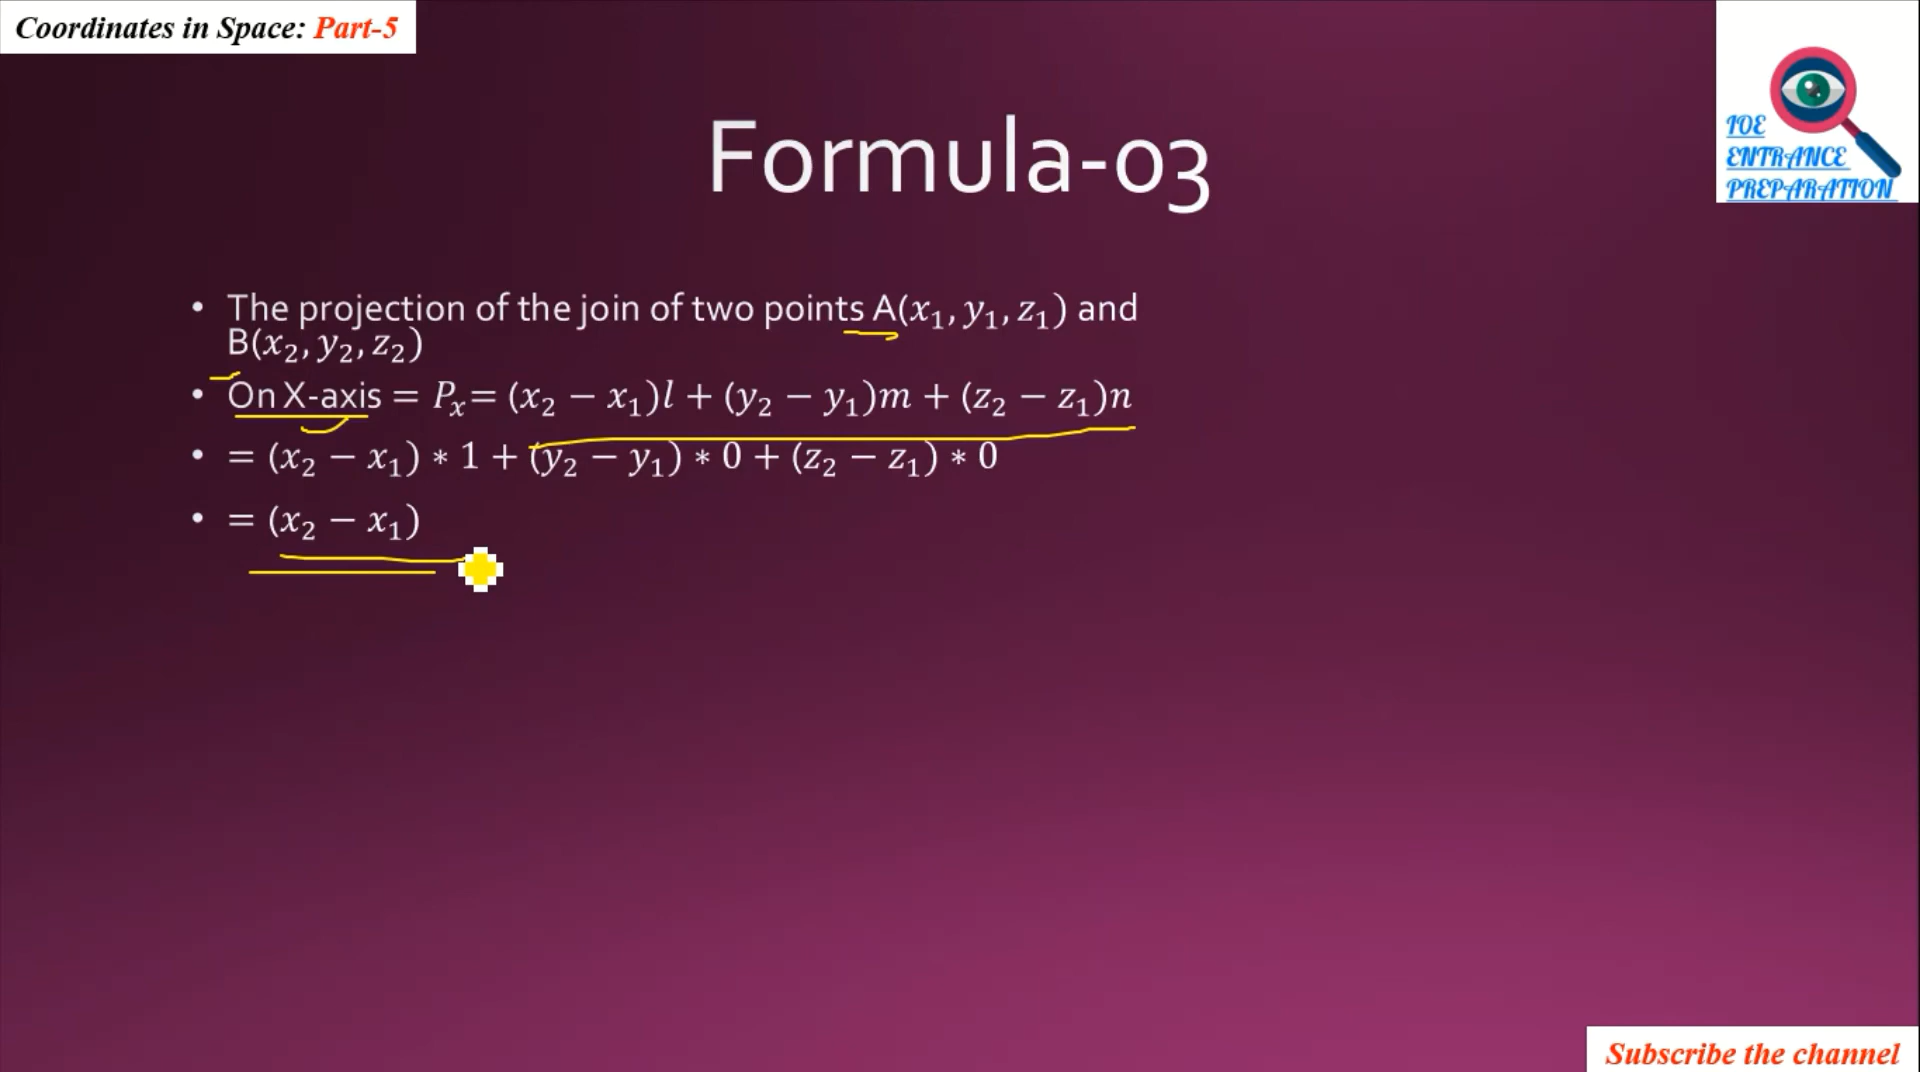 Coordinates in Space: Part-5
IOE
ENTRANCE
PREPARATION
Formula-03
• The projection of the join of two points A(x₁, y₁, z₁) and
B(x₂, y₂, z₂)
• On X-axis = Pₓ= (x₂ − x₁)l + (y₂ − y₁)m + (z₂ − z₁)n
• = (x₂ − x₁) ∗ 1 + (y₂ − y₁) ∗ 0 + (z₂ − z₁) ∗ 0
• = (x₂ − x₁)
Subscribe the channel